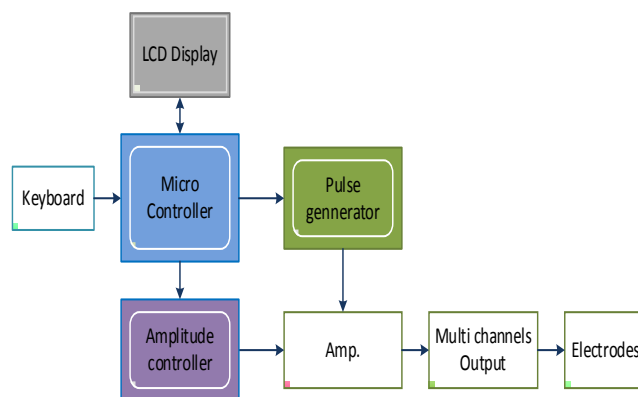 LCD Display
Keyboard
Micro
Controller
Pulse
gennerator
Amplitude
controller
Amp.
Multi channels
Output
Electrodes